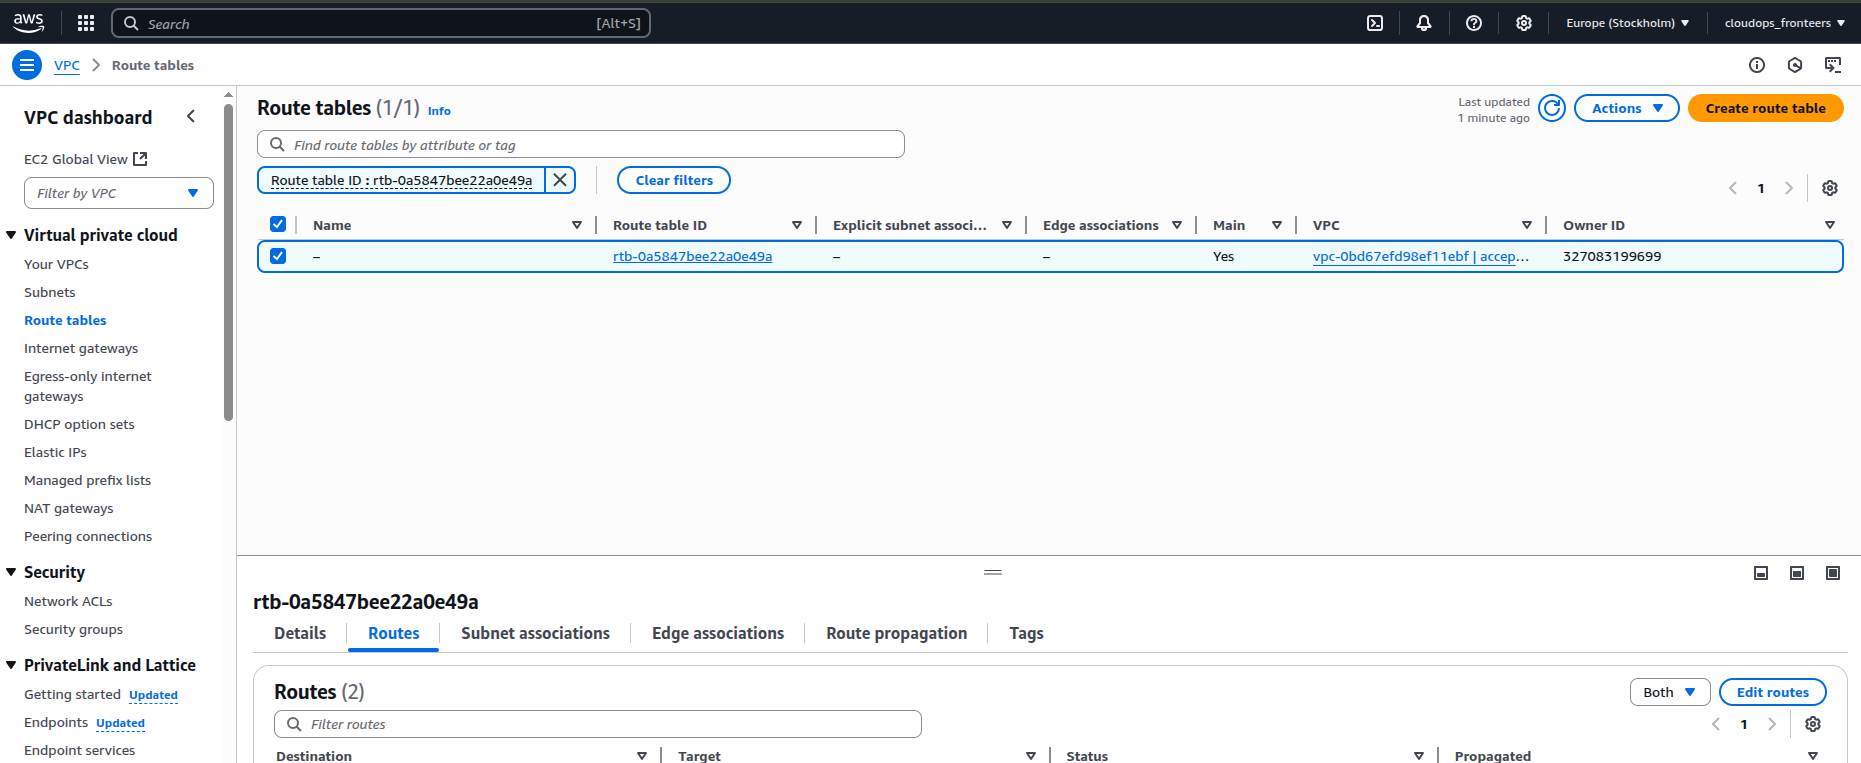 aws
Search [Alt+S]
Europe (Stockholm)
cloudops_fronteers
VPC
Route tables
VPC dashboard
EC2 Global View
Filter by VPC
Virtual private cloud
Your VPCs
Subnets
Route tables
Internet gateways
Egress-only internet
gateways
DHCP option sets
Elastic IPs
Managed prefix lists
NAT gateways
Peering connections
Security
Network ACLs
Security groups
PrivateLink and Lattice
Getting started Updated
Endpoints Updated
Endpoint services
Route tables (1/1) Info
Last updated
1 minute ago
Actions
Create route table
Find route tables by attribute or tag
Route table ID : rtb-0a5847bee22a0e49a
Clear filters
1
Name Route table ID Explicit subnet associ... Edge associations Main VPC Owner ID
– rtb-0a5847bee22a0e49a – – Yes vpc-0bd67efd98ef11ebf | accep... 327083199699
rtb-0a5847bee22a0e49a
Details Routes Subnet associations Edge associations Route propagation Tags
Routes (2)
Both
Edit routes
Filter routes
1
Destination Target Status Propagated